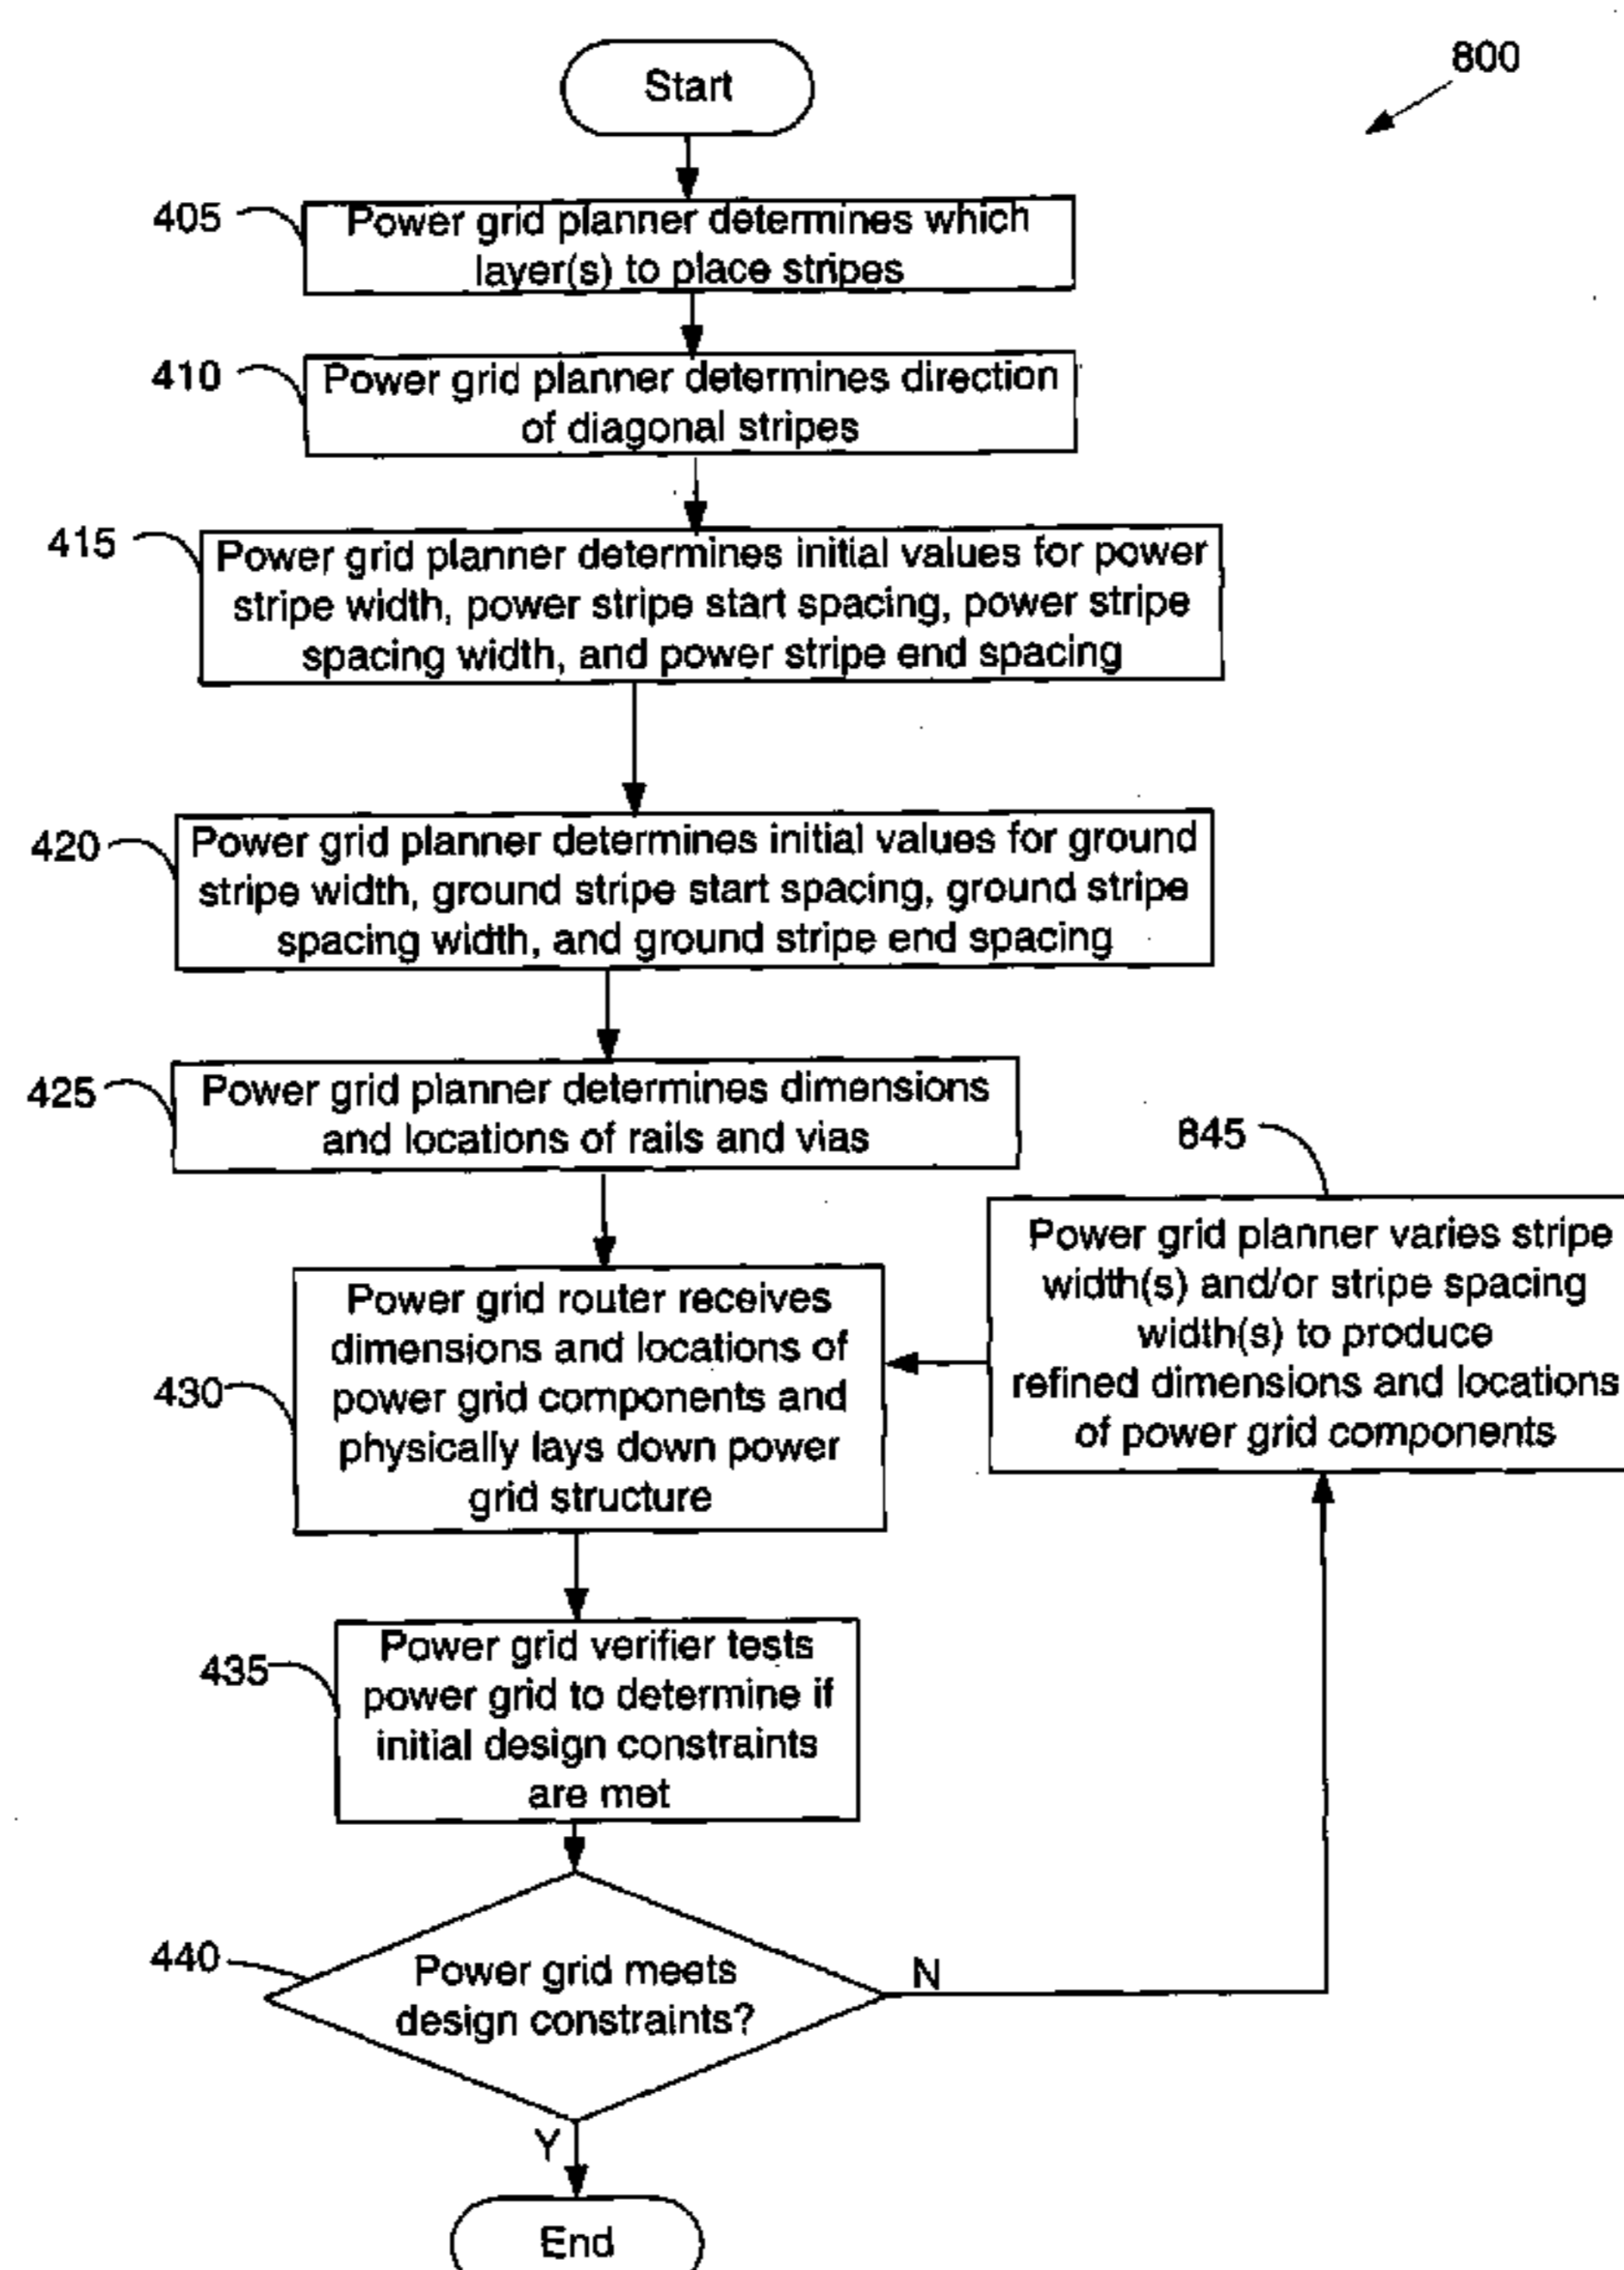 800
Start
405
Power grid planner determines which
layer(s) to place stripes
410
Power grid planner determines direction
of diagonal stripes
415
Power grid planner determines initial values for power
stripe width, power stripe start spacing, power stripe
spacing width, and power stripe end spacing
420
Power grid planner determines initial values for ground
stripe width, ground stripe start spacing, ground stripe
spacing width, and ground stripe end spacing
425
Power grid planner determines dimensions
and locations of rails and vias
845
Power grid planner varies stripe
width(s) and/or stripe spacing
width(s) to produce
refined dimensions and locations
of power grid components
430
Power grid router receives
dimensions and locations of
power grid components and
physically lays down power
grid structure
435
Power grid verifier tests
power grid to determine if
initial design constraints
are met
440
Power grid meets
design constraints?
N
Y
End